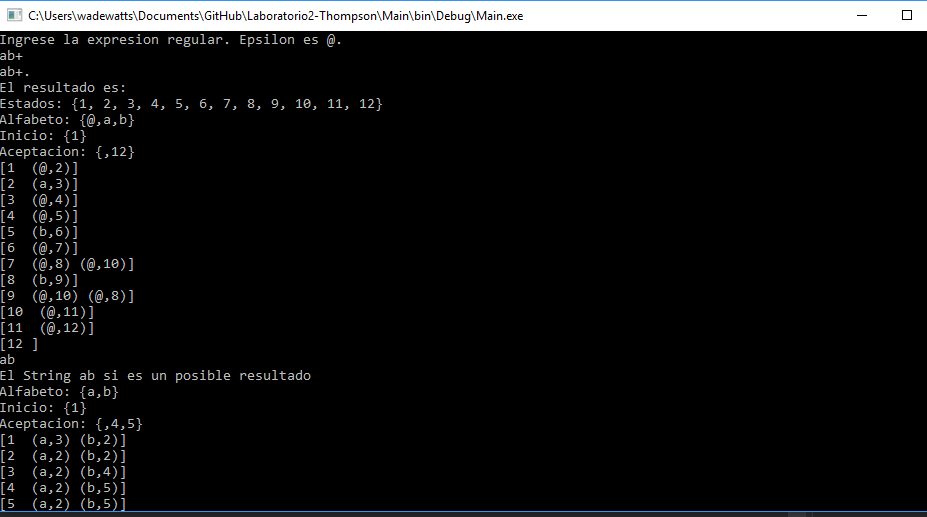 C:\Users\wadewatts\Documents\GitHub\Laboratorio2-Thompson\Main\bin\Debug\Main.exe
Ingrese la expresion regular. Epsilon es @.
ab+
ab+.
El resultado es:
Estados: {1, 2, 3, 4, 5, 6, 7, 8, 9, 10, 11, 12}
Alfabeto: {@,a,b}
Inicio: {1}
Aceptacion: {,12}
[1  (@,2)]
[2  (a,3)]
[3  (@,4)]
[4  (@,5)]
[5  (b,6)]
[6  (@,7)]
[7  (@,8) (@,10)]
[8  (b,9)]
[9  (@,10) (@,8)]
[10  (@,11)]
[11  (@,12)]
[12 ]
ab
El String ab si es un posible resultado
Alfabeto: {a,b}
Inicio: {1}
Aceptacion: {,4,5}
[1  (a,3) (b,2)]
[2  (a,2) (b,2)]
[3  (a,2) (b,4)]
[4  (a,2) (b,5)]
[5  (a,2) (b,5)]